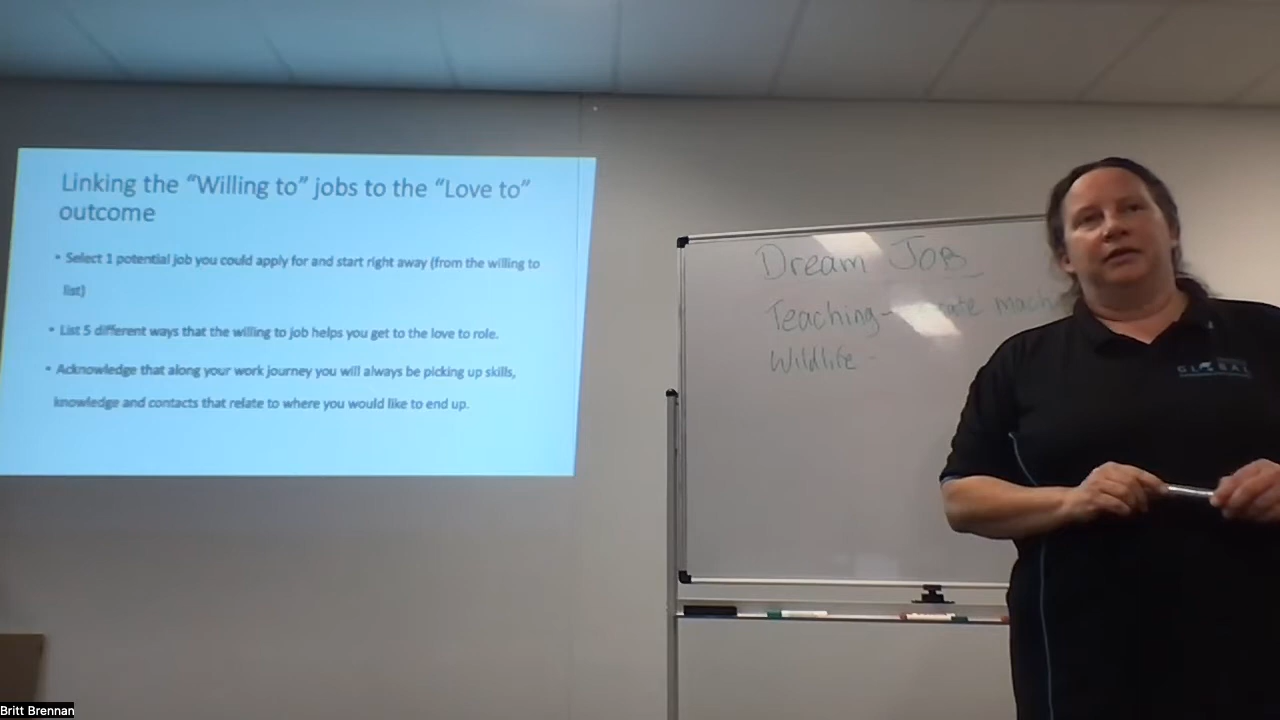 Linking the “Willing to” jobs to the “Love to”
outcome
• Select 1 potential job you could apply for and start right away (from the willing to
list)
• List 5 different ways that the willing to job helps you get to the love to role.
• Acknowledge that along your work journey you will always be picking up skills,
knowledge and contacts that relate to where you would like to end up.
Dream JOB
Teaching-
Wildlife -
GLOBAL
Britt Brennan